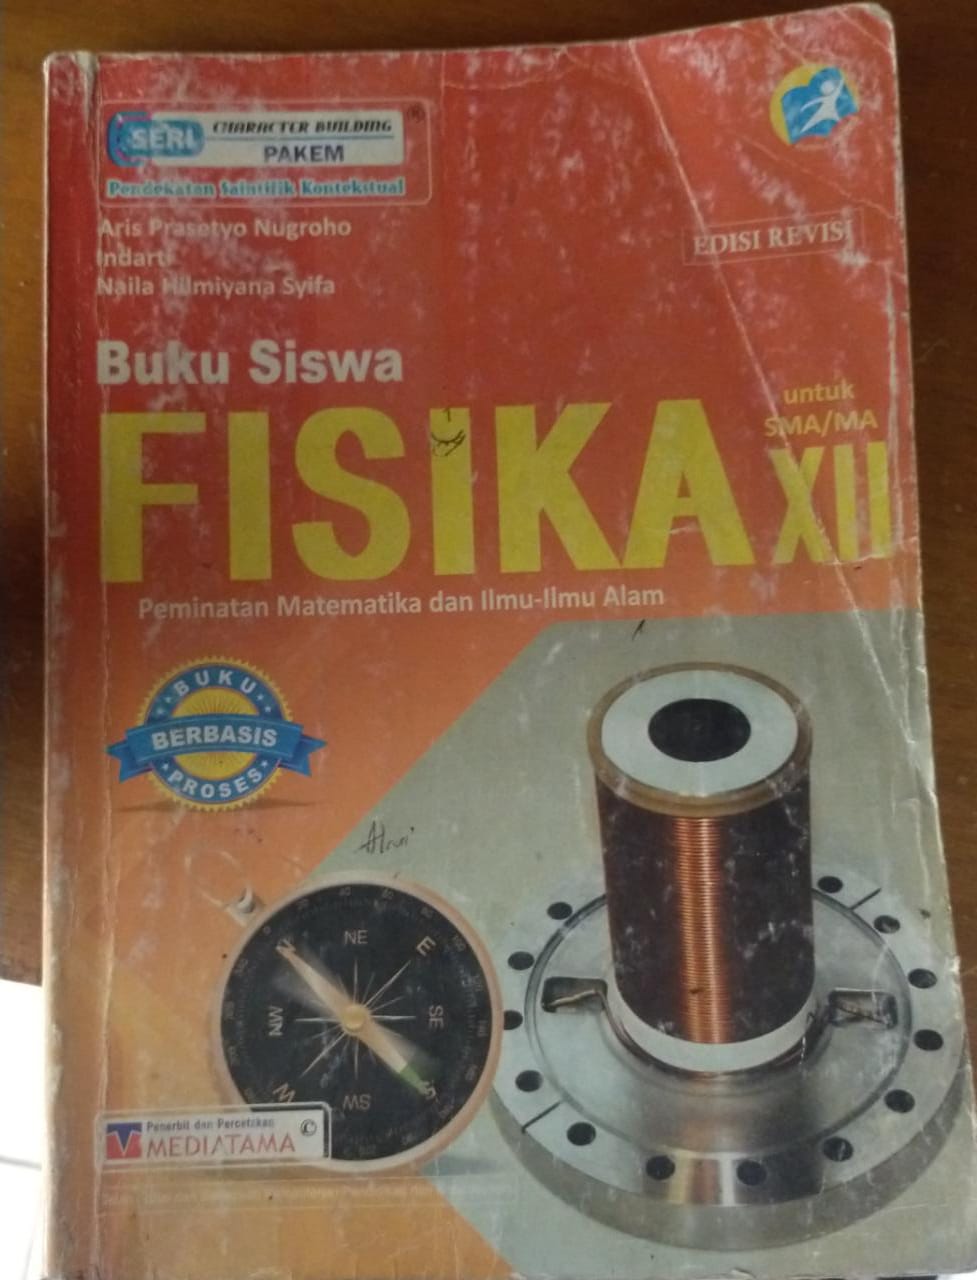 SERI CHARACTER BUILDING ®
PAKEM
Pendekatan Saintifik Kontekstual
Aris Prasetyo Nugroho
Indarti
Naila Hilmiyana Syifa
EDISI REVISI
Buku Siswa
FISIKA
untuk
SMA/MA
XII
Peminatan Matematika dan Ilmu-Ilmu Alam
BUKU
BERBASIS
PROSES
N
NE
E
SE
S
SW
W
NW
Penerbit dan Percetakan ©
MEDIATAMA